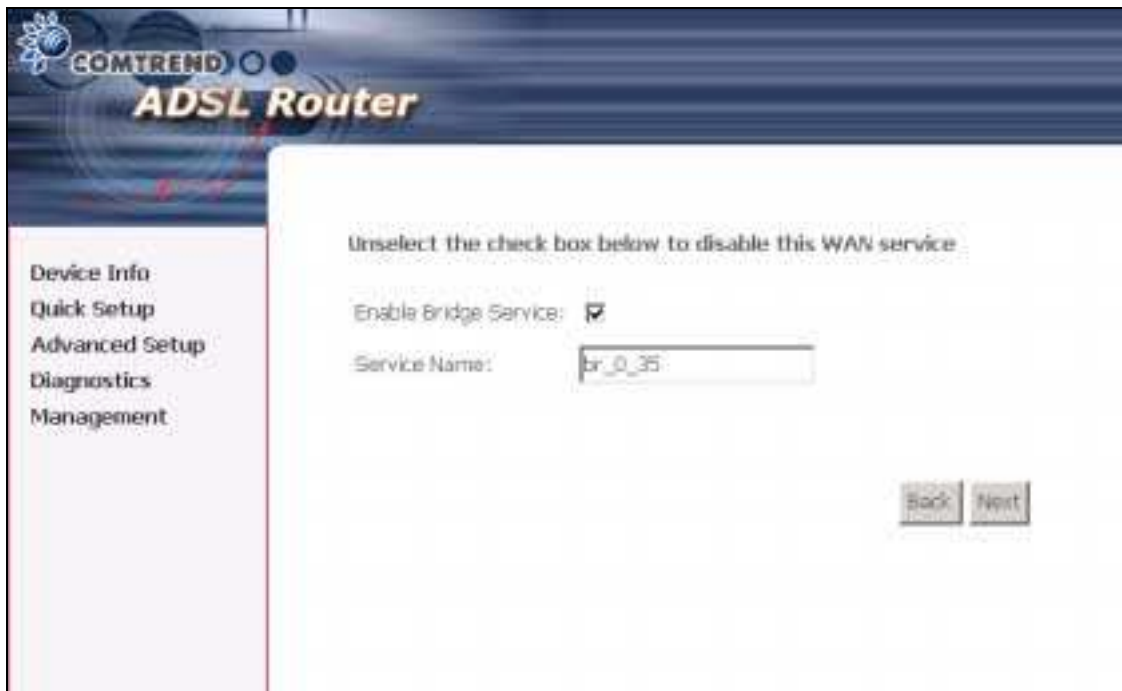 COMTREND
ADSL Router
Device Info
Quick Setup
Advanced Setup
Diagnostics
Management
Unselect the check box below to disable this WAN service
Enable Bridge Service:
Service Name: br_0_35
Back Next